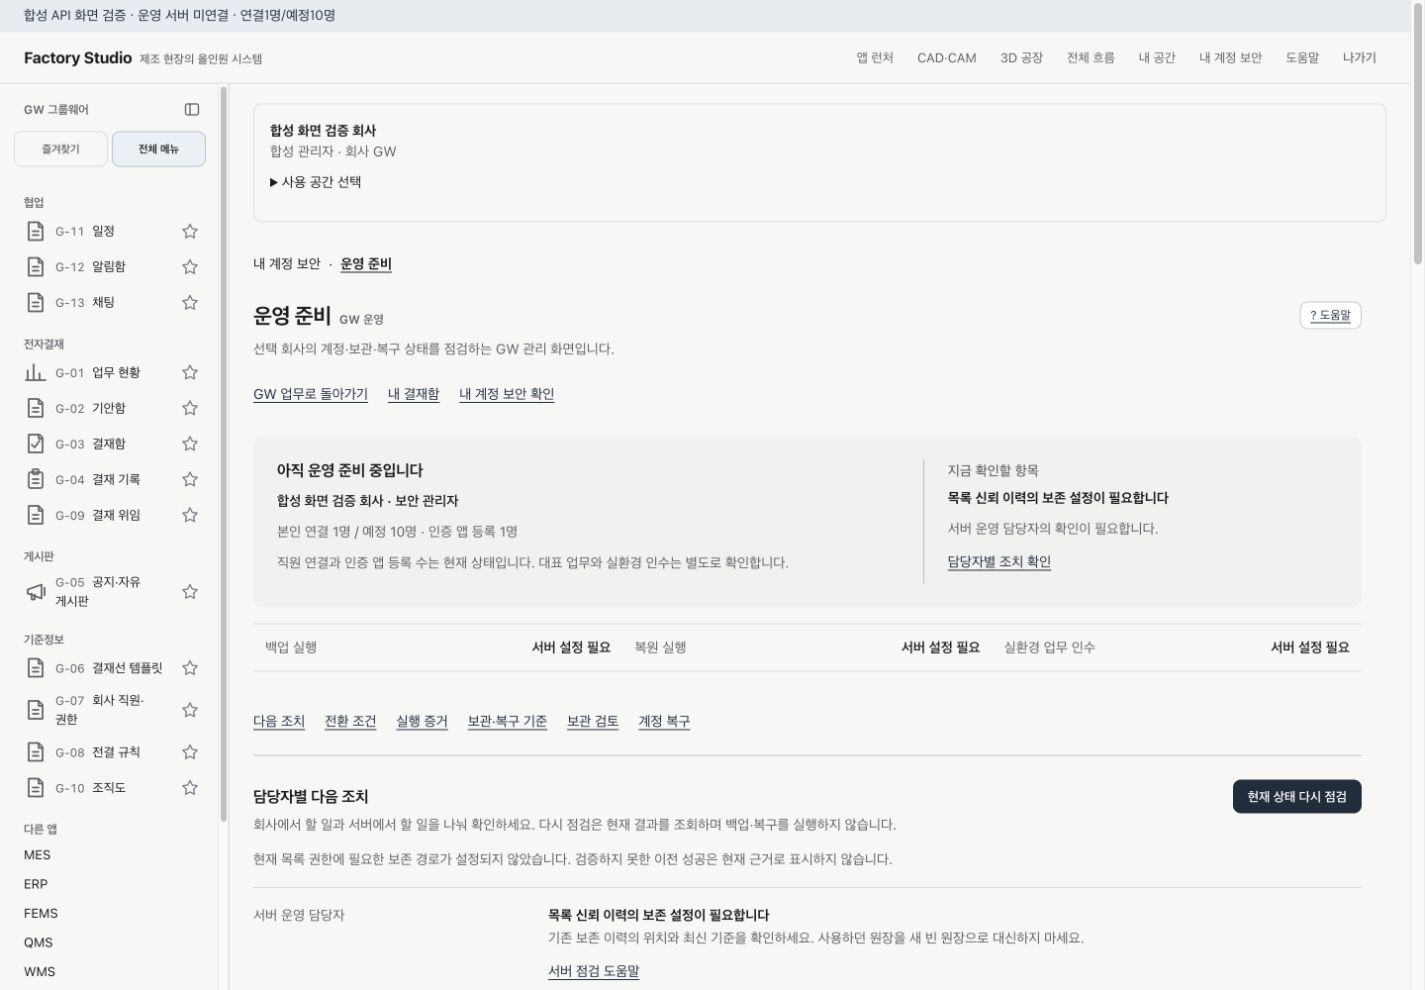 합성 API 화면 검증 · 운영 서버 미연결 · 연결1명/예정10명
Factory Studio 제조 현장의 올인원 시스템
앱 런처 CAD·CAM 3D 공장 전체 흐름 내 공간 내 계정 보안 도움말 나가기
GW 그룹웨어
즐겨찾기 전체 메뉴
협업
G-11 일정
G-12 알림함
G-13 채팅
전자결재
G-01 업무 현황
G-02 기안함
G-03 결재함
G-04 결재 기록
G-09 결재 위임
게시판
G-05 공지·자유
게시판
기준정보
G-06 결재선 템플릿
G-07 회사 직원·
권한
G-08 전결 규칙
G-10 조직도
다른 앱
MES
ERP
FEMS
QMS
WMS
합성 화면 검증 회사
합성 관리자 · 회사 GW
▶ 사용 공간 선택
내 계정 보안 · 운영 준비
운영 준비 GW 운영
? 도움말
선택 회사의 계정·보관·복구 상태를 점검하는 GW 관리 화면입니다.
GW 업무로 돌아가기 내 결재함 내 계정 보안 확인
아직 운영 준비 중입니다
합성 화면 검증 회사 · 보안 관리자
본인 연결 1명 / 예정 10명 · 인증 앱 등록 1명
직원 연결과 인증 앱 등록 수는 현재 상태입니다. 대표 업무와 실환경 인수는 별도로 확인합니다.
지금 확인할 항목
목록 신뢰 이력의 보존 설정이 필요합니다
서버 운영 담당자의 확인이 필요합니다.
담당자별 조치 확인
백업 실행 서버 설정 필요 복원 실행 서버 설정 필요 실환경 업무 인수 서버 설정 필요
다음 조치 전환 조건 실행 증거 보관·복구 기준 보관 검토 계정 복구
담당자별 다음 조치
현재 상태 다시 점검
회사에서 할 일과 서버에서 할 일을 나눠 확인하세요. 다시 점검은 현재 결과를 조회하며 백업·복구를 실행하지 않습니다.
현재 목록 권한에 필요한 보존 경로가 설정되지 않았습니다. 검증하지 못한 이전 성공은 현재 근거로 표시하지 않습니다.
서버 운영 담당자
목록 신뢰 이력의 보존 설정이 필요합니다
기존 보존 이력의 위치와 최신 기준을 확인하세요. 사용하던 원장을 새 빈 원장으로 대신하지 마세요.
서버 점검 도움말